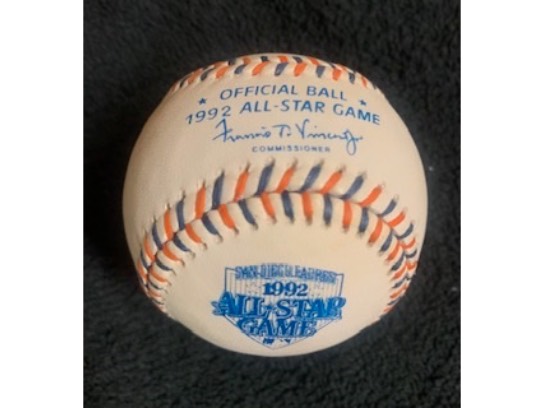 ★ OFFICIAL BALL ★
1992 ALL-STAR GAME
Francis T. Vincent, Jr.
COMMISSIONER
SAN DIEGO PADRES
1992
ALL★STAR
GAME